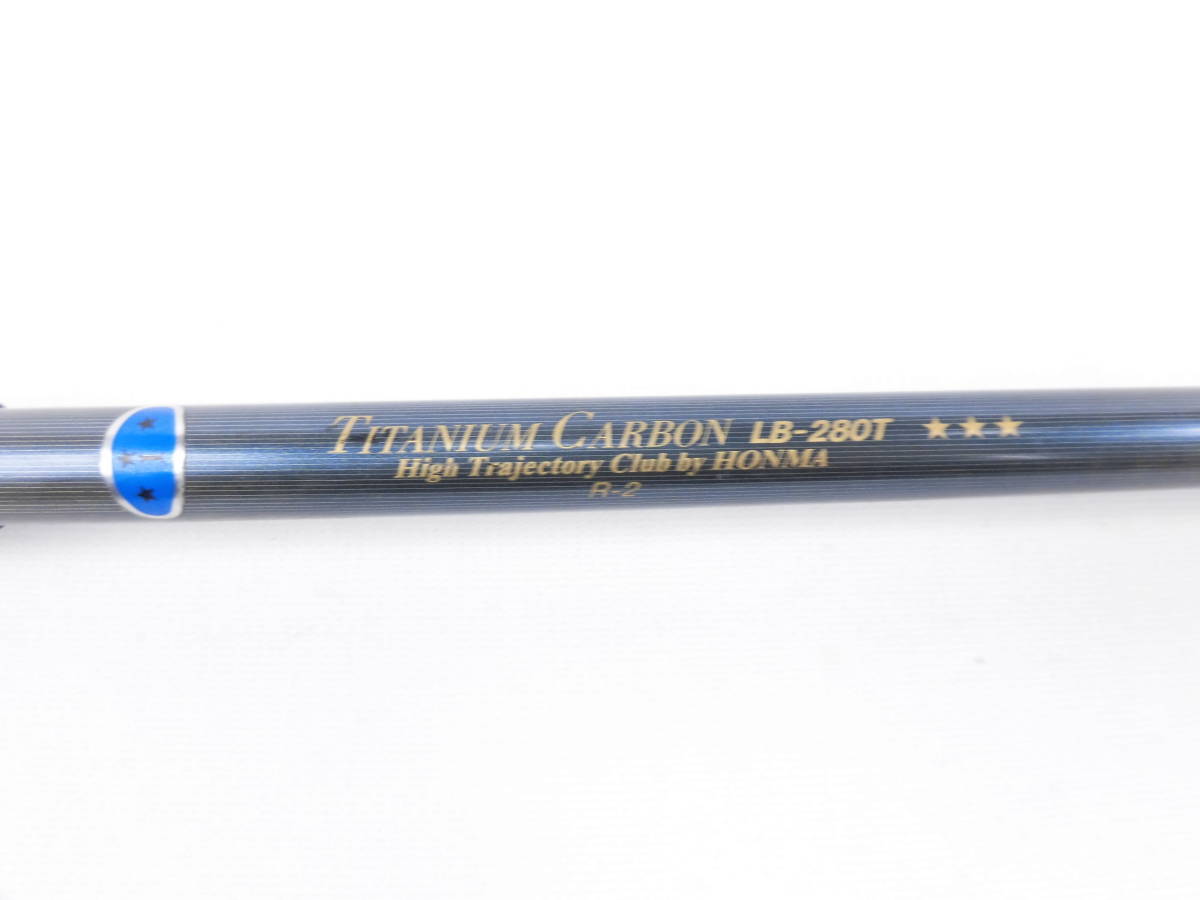 TITANIUM CARBON LB-280T ★★★
High Trajectory Club by HONMA
R-2